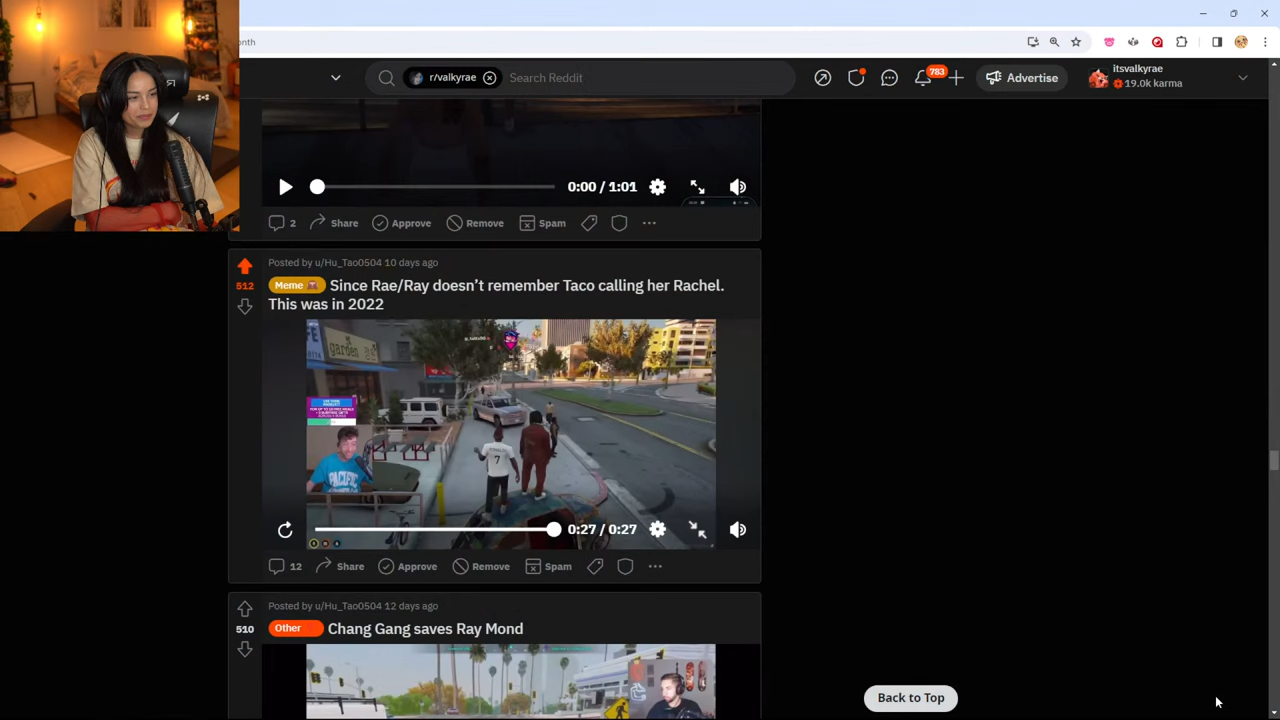 onth
r/valkyrae
Search Reddit
783
Advertise
itsvalkyrae
19.0k karma
0:00 / 1:01
2
Share
Approve
Remove
Spam
Posted by u/Hu_Tao0504 10 days ago
512
Meme
Since Rae/Ray doesn’t remember Taco calling her Rachel.
This was in 2022
garden
7
PACIFIC
0:27 / 0:27
12
Share
Approve
Remove
Spam
Posted by u/Hu_Tao0504 12 days ago
510
Other
Chang Gang saves Ray Mond
Back to Top